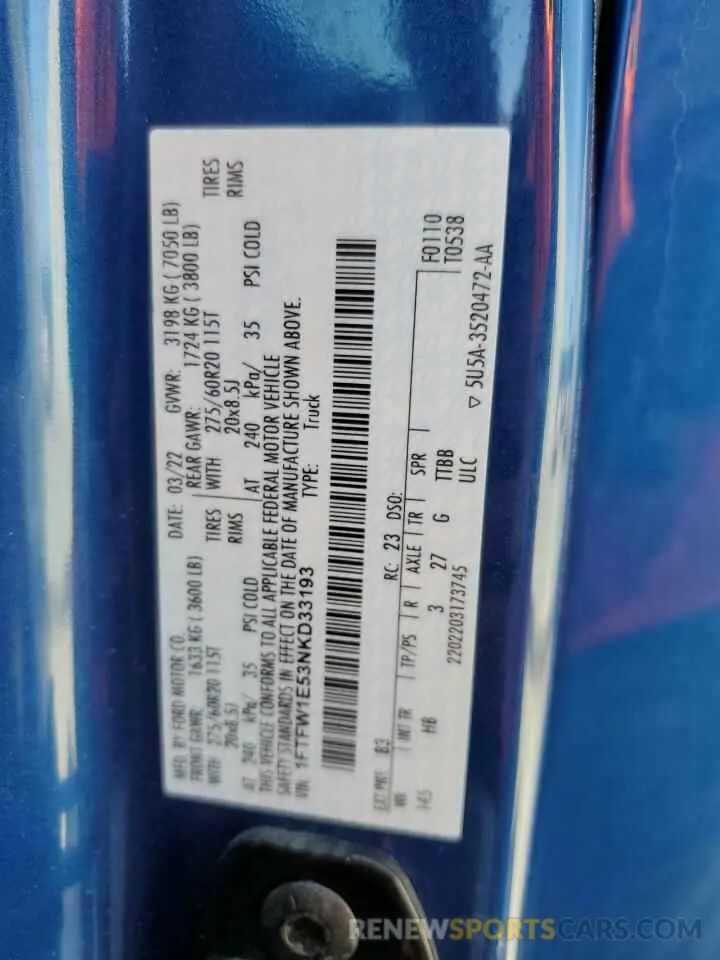 MFD. BY FORD MOTOR CO. DATE: 03/22 GVWR: 3198 KG ( 7050 LB)
FRONT GAWR: 1633 KG ( 3600 LB) REAR GAWR: 1724 KG ( 3800 LB)
WITH 275/60R20 115T TIRES WITH 275/60R20 115T TIRES
20x8.5J RIMS 20x8.5J RIMS
AT 240 kPa/ 35 PSI COLD AT 240 kPa/ 35 PSI COLD
THIS VEHICLE CONFORMS TO ALL APPLICABLE FEDERAL MOTOR VEHICLE
SAFETY STANDARDS IN EFFECT ON THE DATE OF MANUFACTURE SHOWN ABOVE.
VIN: 1FTFW1E53NKD33193 TYPE: Truck
F0110
T0538
EXT PNT: B3 RC: 23 DSO:
WB INT TR TP/PS R AXLE TR SPR
145 HB 3 27 G TTBB
ULC
2202203173745
▽ 5U5A-3520472-AA
RENEWSPORTSCARS.COM